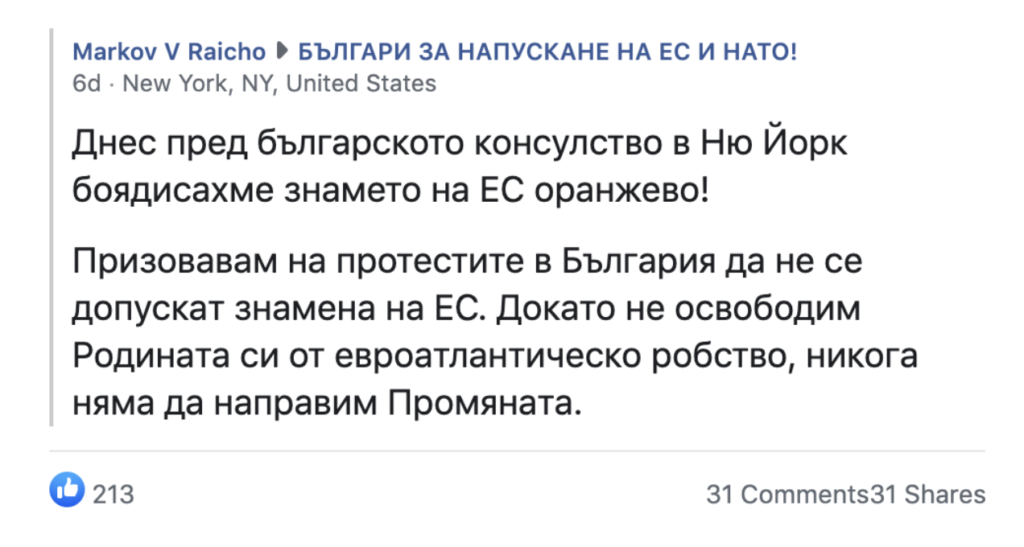 Markov V Raicho ▸ БЪЛГАРИ ЗА НАПУСКАНЕ НА ЕС И НАТО!
6d · New York, NY, United States
Днес пред българското консулство в Ню Йорк
боядисахме знамето на ЕС оранжево!
Призовавам на протестите в България да не се
допускат знамена на ЕС. Докато не освободим
Родината си от евроатлантическо робство, никога
няма да направим Промяната.
213
31 Comments31 Shares